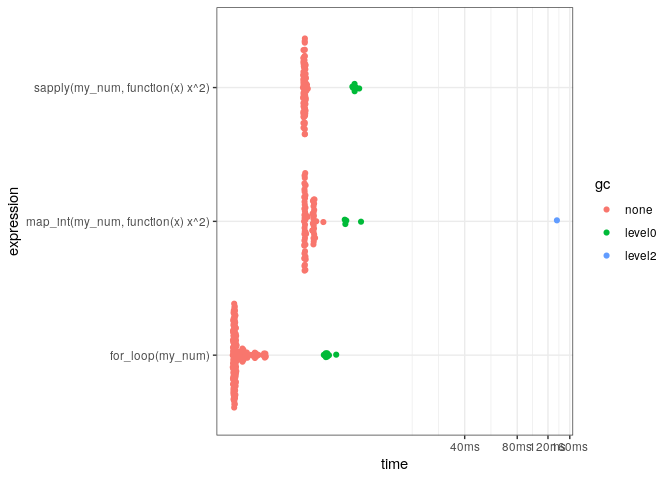 sapply(my_num, function(x) x^2)
map_int(my_num, function(x) x^2)
for_loop(my_num)
expression
40ms 80ms 120ms 160ms
time
gc
none
level0
level2